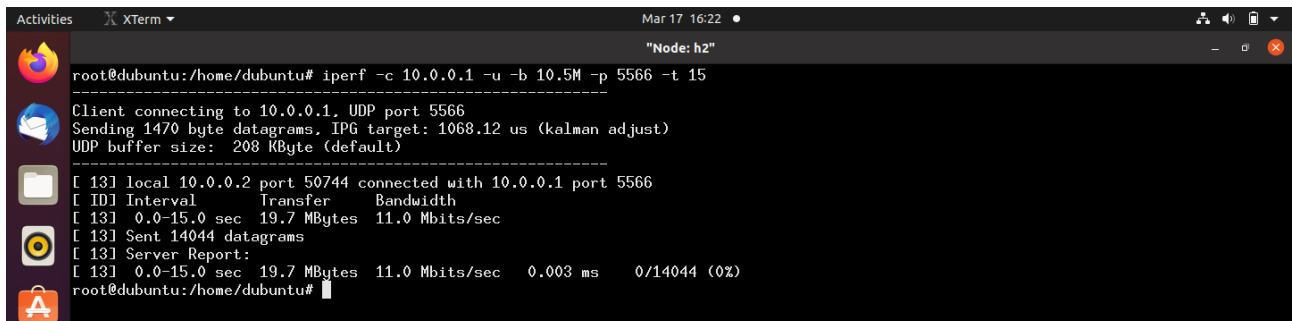 Activities XTerm Mar 17 16:22
"Node: h2"
root@dubuntu:/home/dubuntu# iperf -c 10.0.0.1 -u -b 10.5M -p 5566 -t 15
------------------------------------------------------------
Client connecting to 10.0.0.1, UDP port 5566
Sending 1470 byte datagrams, IPG target: 1068.12 us (kalman adjust)
UDP buffer size:  208 KByte (default)
------------------------------------------------------------
[ 13] local 10.0.0.2 port 50744 connected with 10.0.0.1 port 5566
[ ID] Interval       Transfer     Bandwidth
[ 13]  0.0-15.0 sec  19.7 MBytes  11.0 Mbits/sec
[ 13] Sent 14044 datagrams
[ 13] Server Report:
[ 13]  0.0-15.0 sec  19.7 MBytes  11.0 Mbits/sec   0.003 ms    0/14044 (0%)
root@dubuntu:/home/dubuntu#